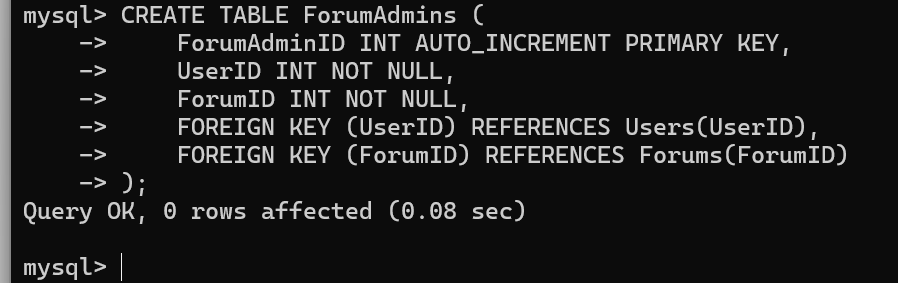 mysql> CREATE TABLE ForumAdmins (
    ->     ForumAdminID INT AUTO_INCREMENT PRIMARY KEY,
    ->     UserID INT NOT NULL,
    ->     ForumID INT NOT NULL,
    ->     FOREIGN KEY (UserID) REFERENCES Users(UserID),
    ->     FOREIGN KEY (ForumID) REFERENCES Forums(ForumID)
    -> );
Query OK, 0 rows affected (0.08 sec)
mysql>